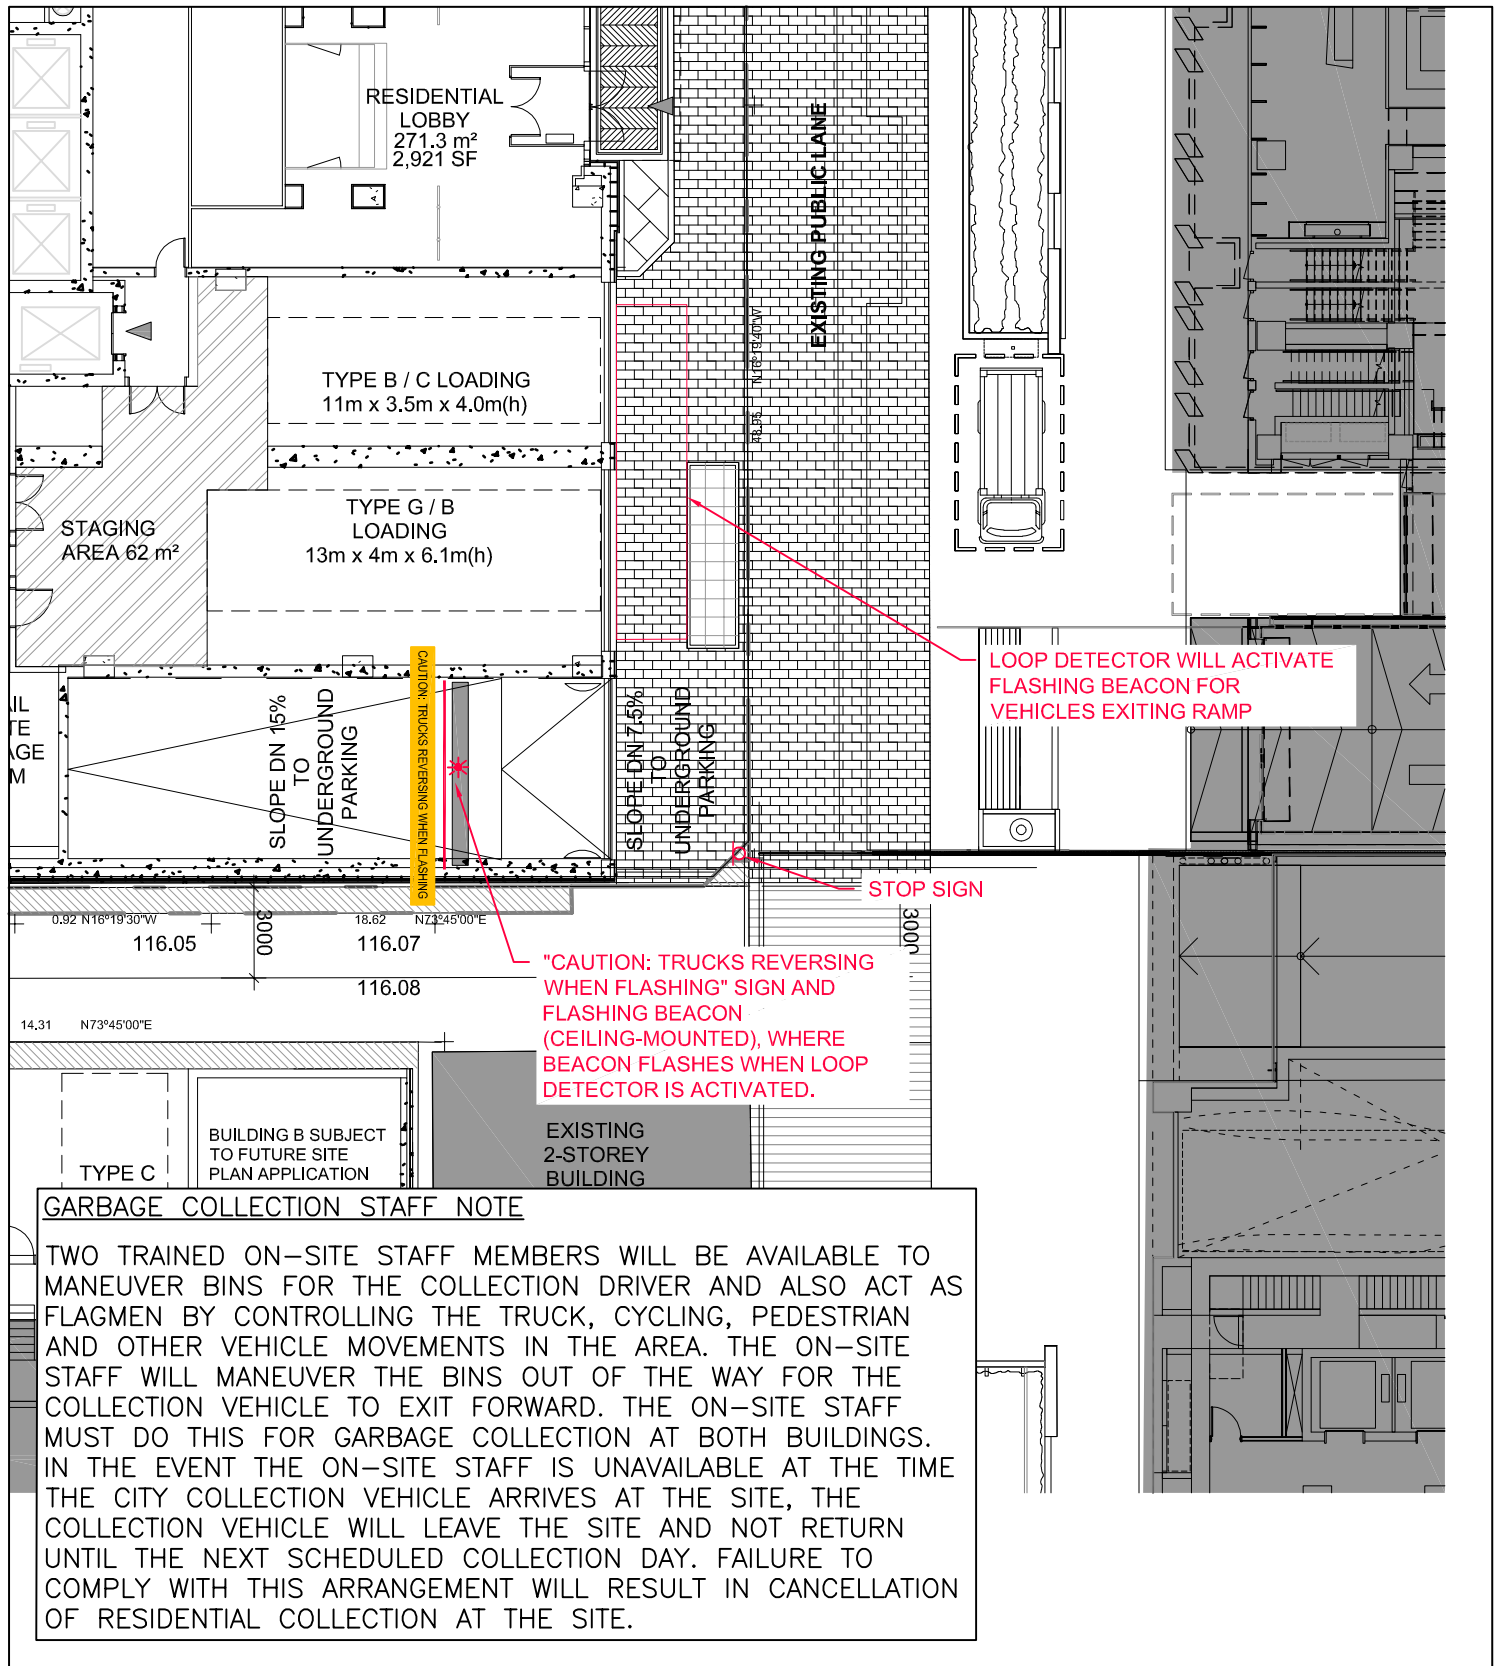 RESIDENTIAL
LOBBY
271.3 m²
2,921 SF
EXISTING PUBLIC LANE
N16°19'40"W
48.95
TYPE B / C LOADING
11m x 3.5m x 4.0m(h)
TYPE G / B
LOADING
13m x 4m x 6.1m(h)
STAGING
AREA 62 m²
LOOP DETECTOR WILL ACTIVATE
FLASHING BEACON FOR
VEHICLES EXITING RAMP
AIL
TE
AGE
M
SLOPE DN 15%
TO
UNDERGROUND
PARKING
CAUTION: TRUCKS REVERSING WHEN FLASHING
SLOPE DN 7.5%
TO
UNDERGROUND
PARKING
STOP SIGN
0.92 N16°19'30"W
18.62 N73°45'00"E
116.05
3000
116.07
3000
116.08
14.31 N73°45'00"E
"CAUTION: TRUCKS REVERSING
WHEN FLASHING" SIGN AND
FLASHING BEACON
(CEILING-MOUNTED), WHERE
BEACON FLASHES WHEN LOOP
DETECTOR IS ACTIVATED.
TYPE C
BUILDING B SUBJECT
TO FUTURE SITE
PLAN APPLICATION
EXISTING
2-STOREY
BUILDING
GARBAGE COLLECTION STAFF NOTE
TWO TRAINED ON-SITE STAFF MEMBERS WILL BE AVAILABLE TO
MANEUVER BINS FOR THE COLLECTION DRIVER AND ALSO ACT AS
FLAGMEN BY CONTROLLING THE TRUCK, CYCLING, PEDESTRIAN
AND OTHER VEHICLE MOVEMENTS IN THE AREA. THE ON-SITE
STAFF WILL MANEUVER THE BINS OUT OF THE WAY FOR THE
COLLECTION VEHICLE TO EXIT FORWARD. THE ON-SITE STAFF
MUST DO THIS FOR GARBAGE COLLECTION AT BOTH BUILDINGS.
IN THE EVENT THE ON-SITE STAFF IS UNAVAILABLE AT THE TIME
THE CITY COLLECTION VEHICLE ARRIVES AT THE SITE, THE
COLLECTION VEHICLE WILL LEAVE THE SITE AND NOT RETURN
UNTIL THE NEXT SCHEDULED COLLECTION DAY. FAILURE TO
COMPLY WITH THIS ARRANGEMENT WILL RESULT IN CANCELLATION
OF RESIDENTIAL COLLECTION AT THE SITE.